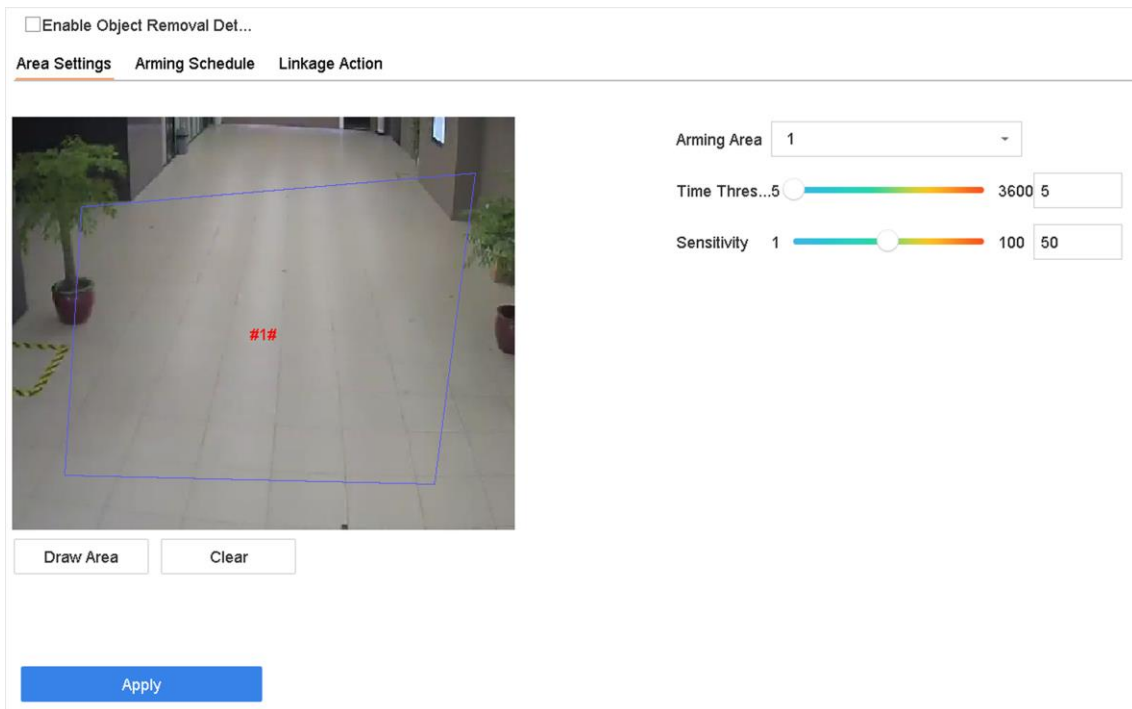 Enable Object Removal Det...
Area Settings Arming Schedule Linkage Action
Arming Area 1
Time Thres...5 3600 5
Sensitivity 1 100 50
#1#
Draw Area Clear
Apply